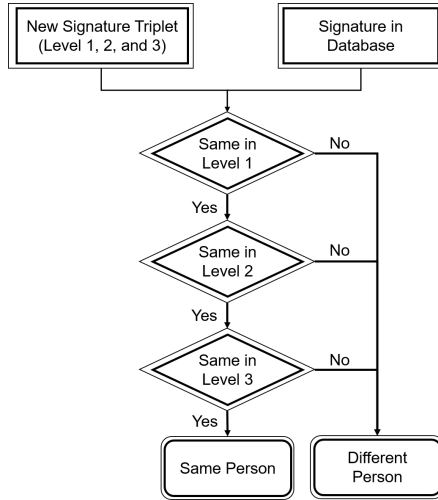 New Signature Triplet
(Level 1, 2, and 3)
Signature in
Database
Same in
Level 1
No
Yes
Same in
Level 2
No
Yes
Same in
Level 3
No
Yes
Same Person
Different
Person